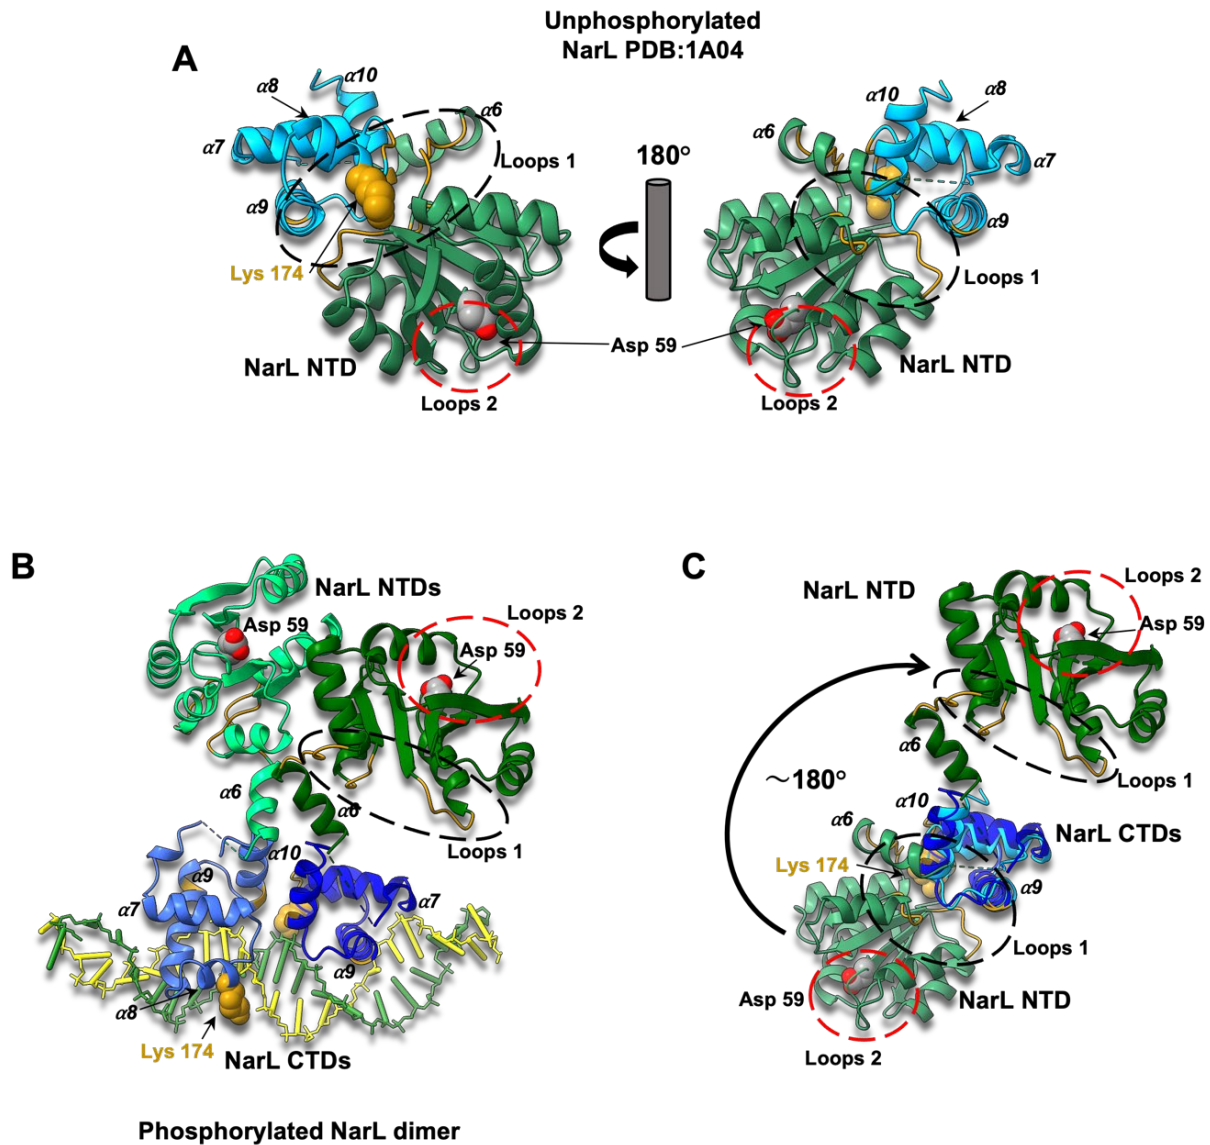 Unphosphorylated
NarL PDB:1A04
A
α10
α8
α6
α7
Loops 1
α9
Lys 174
NarL NTD
Loops 2
180°
Asp 59
α10
α8
α6
α7
α9
Loops 1
NarL NTD
Loops 2
B
NarL NTDs
Asp 59
Loops 2
Asp 59
α6
α6
Loops 1
α10
α9
α7
α7
α9
α8
Lys 174
NarL CTDs
Phosphorylated NarL dimer
C
NarL NTD
Loops 2
Asp 59
α6
Loops 1
~180°
α10
α6
NarL CTDs
Lys 174
α9
Loops 1
Asp 59
NarL NTD
Loops 2